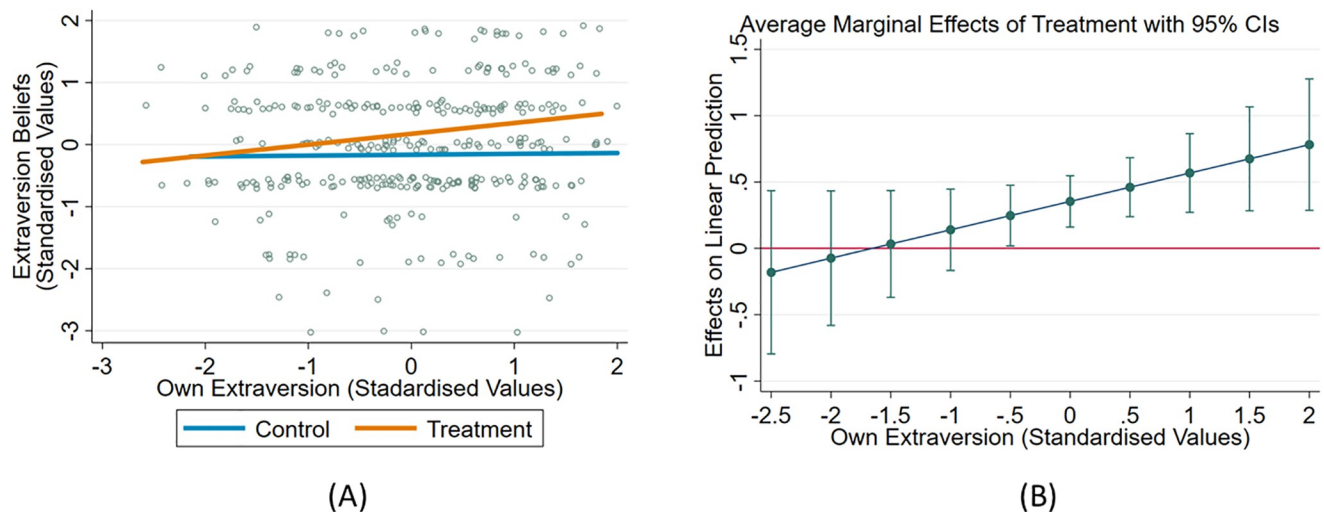 Extraversion Beliefs
(Standardised Values)
2
1
0
-1
-2
-3
-3 -2 -1 0 1 2
Own Extraversion (Stadardised Values)
Control Treatment
(A)
Average Marginal Effects of Treatment with 95% CIs
Effects on Linear Prediction
1.5
1
.5
0
-.5
-1
-2.5 -2 -1.5 -1 -.5 0 .5 1 1.5 2
Own Extraversion (Standardised Values)
(B)